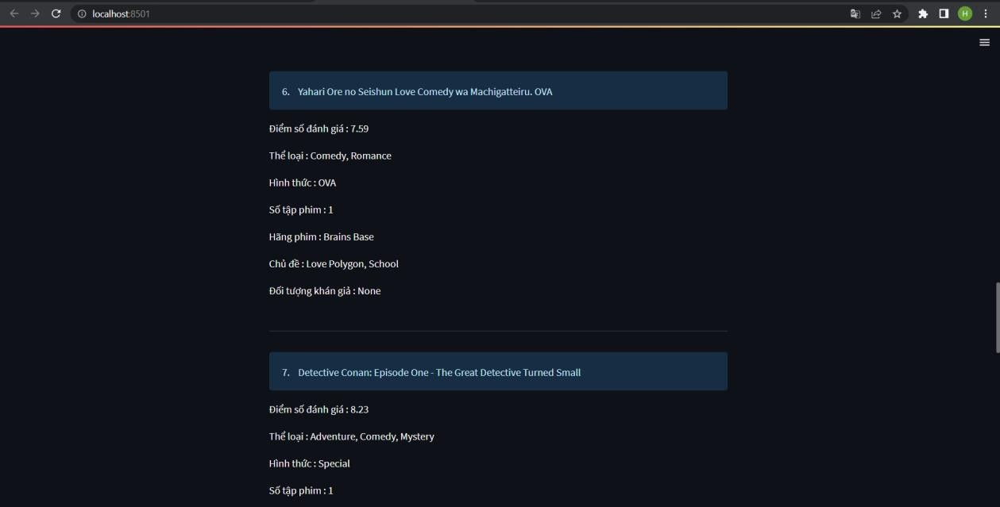 localhost:8501
H
6. Yahari Ore no Seishun Love Comedy wa Machigatteiru. OVA
Điểm số đánh giá : 7.59
Thể loại : Comedy, Romance
Hình thức : OVA
Số tập phim : 1
Hãng phim : Brains Base
Chủ đề : Love Polygon, School
Đối tượng khán giả : None
7. Detective Conan: Episode One - The Great Detective Turned Small
Điểm số đánh giá : 8.23
Thể loại : Adventure, Comedy, Mystery
Hình thức : Special
Số tập phim : 1